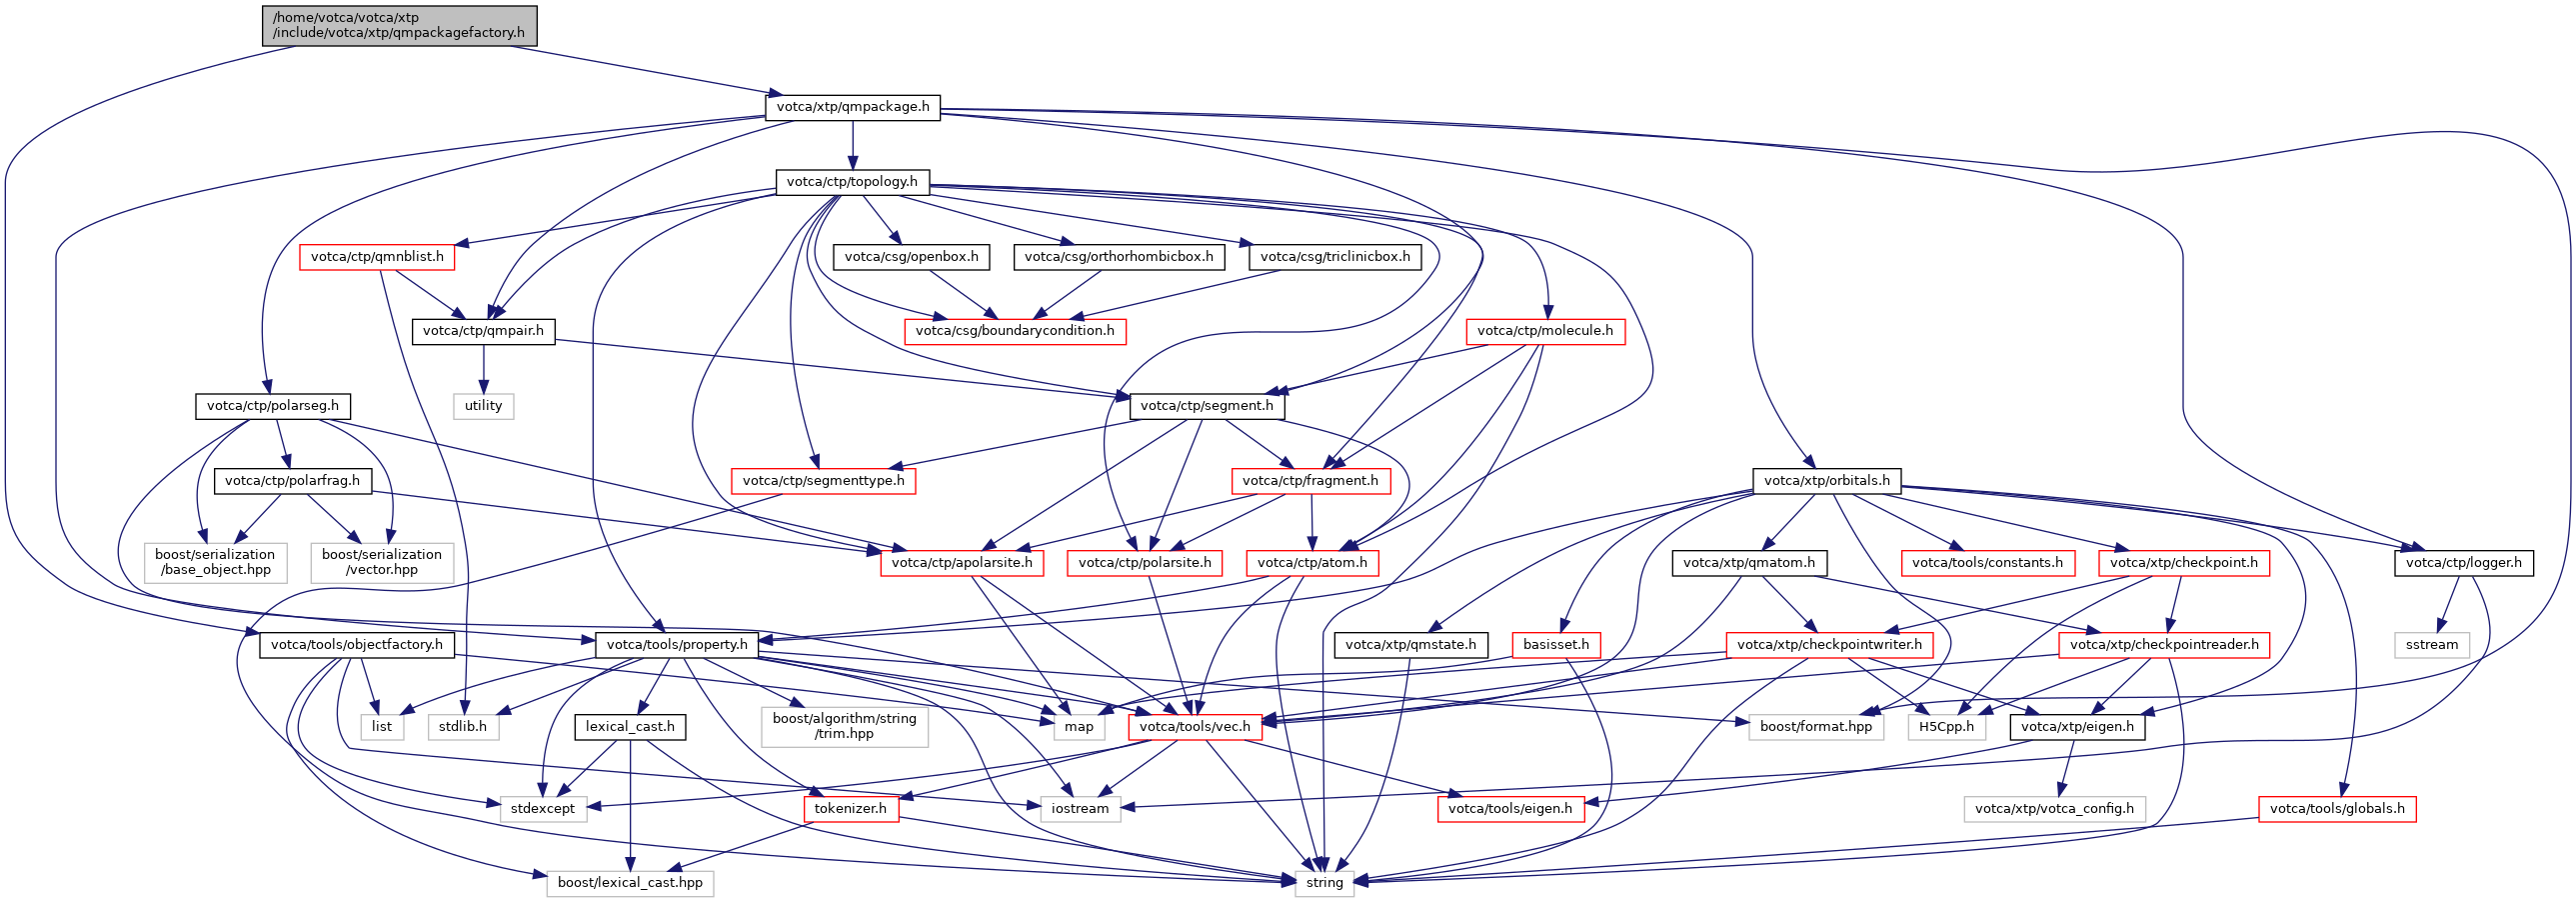 /home/votca/votca/xtp
/include/votca/xtp/qmpackagefactory.h
votca/xtp/qmpackage.h
votca/ctp/topology.h
votca/ctp/qmnblist.h
votca/csg/openbox.h
votca/csg/orthorhombicbox.h
votca/csg/triclinicbox.h
votca/ctp/qmpair.h
votca/csg/boundarycondition.h
votca/ctp/molecule.h
votca/ctp/polarseg.h
utility
votca/ctp/segment.h
votca/ctp/polarfrag.h
votca/ctp/segmenttype.h
votca/ctp/fragment.h
votca/xtp/orbitals.h
boost/serialization
/base_object.hpp
boost/serialization
/vector.hpp
votca/ctp/apolarsite.h
votca/ctp/polarsite.h
votca/ctp/atom.h
votca/xtp/qmatom.h
votca/tools/constants.h
votca/xtp/checkpoint.h
votca/ctp/logger.h
votca/tools/objectfactory.h
votca/tools/property.h
votca/xtp/qmstate.h
basisset.h
votca/xtp/checkpointwriter.h
votca/xtp/checkpointreader.h
sstream
list
stdlib.h
lexical_cast.h
boost/algorithm/string
/trim.hpp
map
votca/tools/vec.h
boost/format.hpp
H5Cpp.h
votca/xtp/eigen.h
stdexcept
tokenizer.h
iostream
votca/tools/eigen.h
votca/xtp/votca_config.h
votca/tools/globals.h
boost/lexical_cast.hpp
string